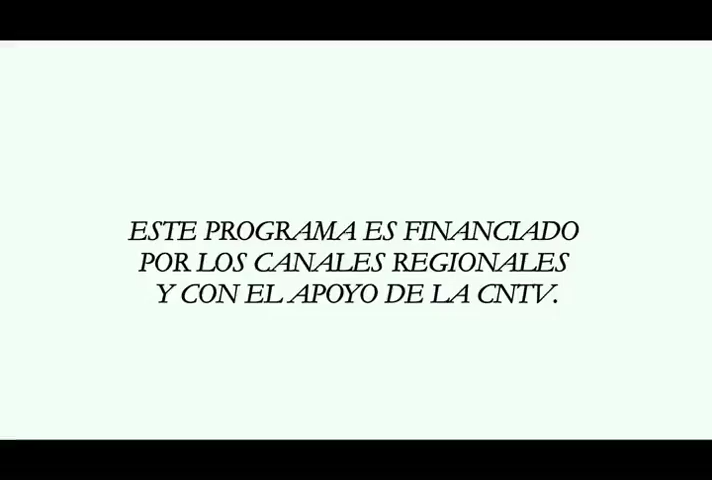 ESTE PROGRAMA ES FINANCIADO
POR LOS CANALES REGIONALES
Y CON EL APOYO DE LA CNTV.